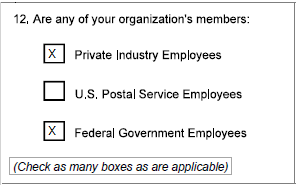 12. Are any of your organization's members:
X Private Industry Employees
U.S. Postal Service Employees
X Federal Government Employees
(Check as many boxes as are applicable)